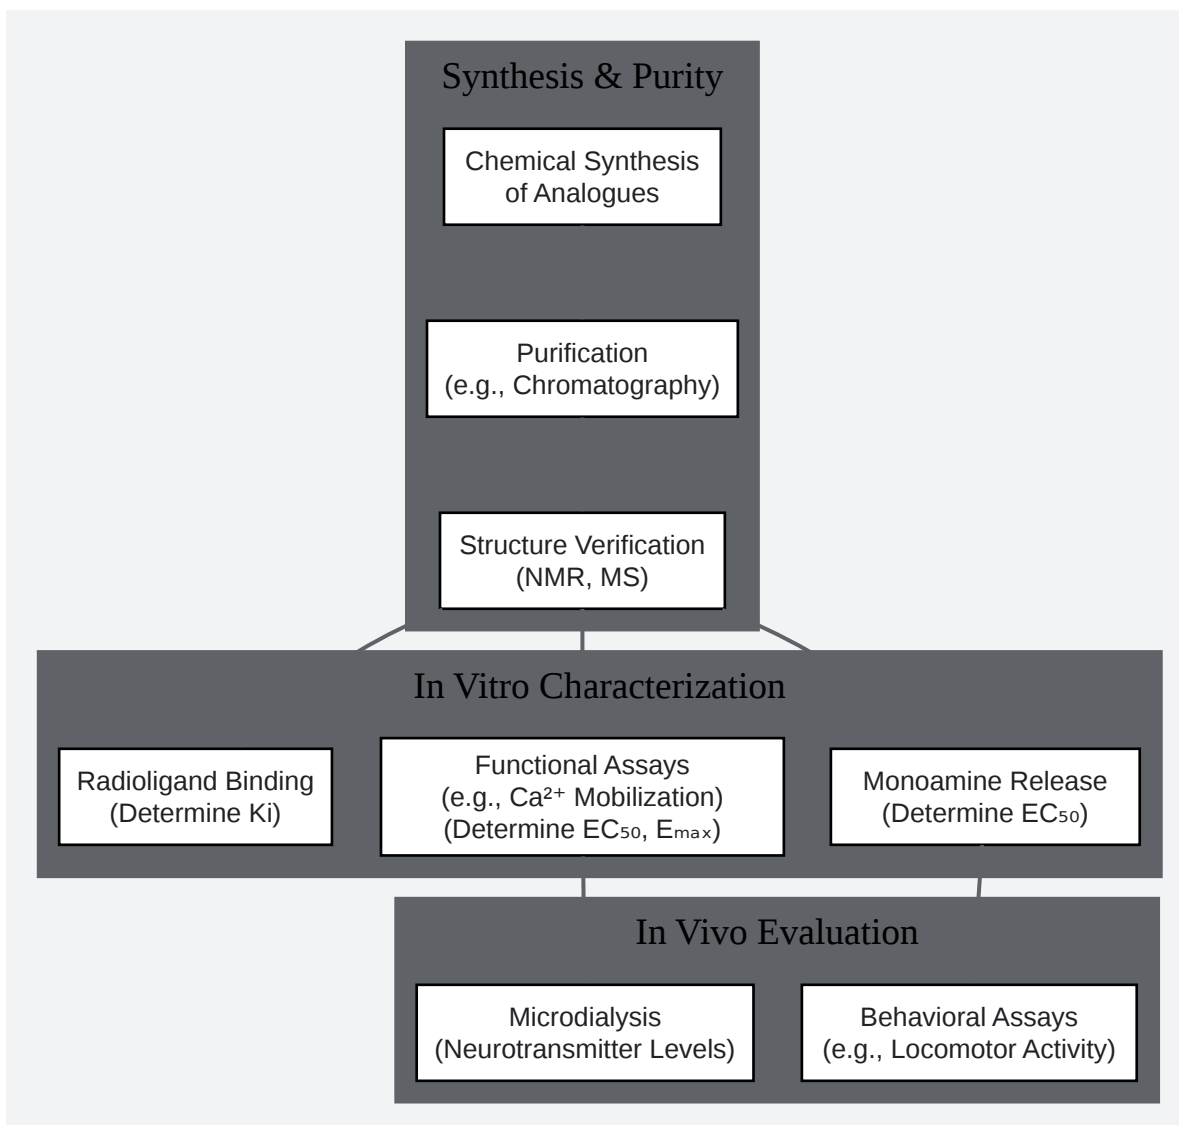 Synthesis & Purity
Chemical Synthesis
of Analogues
Purification
(e.g., Chromatography)
Structure Verification
(NMR, MS)
In Vitro Characterization
Radioligand Binding
(Determine Ki)
Functional Assays
(e.g., Ca²⁺ Mobilization)
(Determine EC₅₀, Eₘₐₓ)
Monoamine Release
(Determine EC₅₀)
In Vivo Evaluation
Microdialysis
(Neurotransmitter Levels)
Behavioral Assays
(e.g., Locomotor Activity)